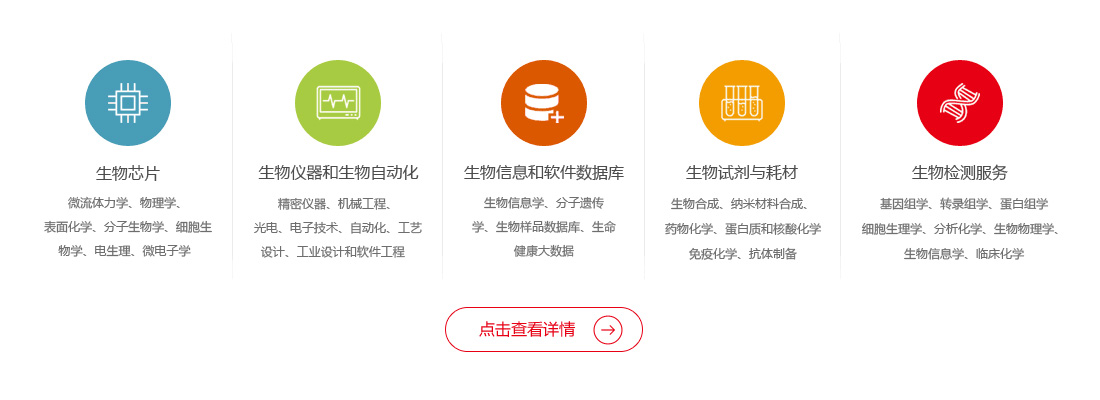 生物芯片
微流体力学、物理学、
表面化学、分子生物学、细胞生
物学、电生理、微电子学
生物仪器和生物自动化
精密仪器、机械工程、
光电、电子技术、自动化、工艺
设计、工业设计和软件工程
生物信息和软件数据库
生物信息学、分子遗传
学、生物样品数据库、生命
健康大数据
生物试剂与耗材
生物合成、纳米材料合成、
药物化学、蛋白质和核酸化学
免疫化学、抗体制备
生物检测服务
基因组学、转录组学、蛋白组学
细胞生理学、分析化学、生物物理学、
生物信息学、临床化学
点击查看详情